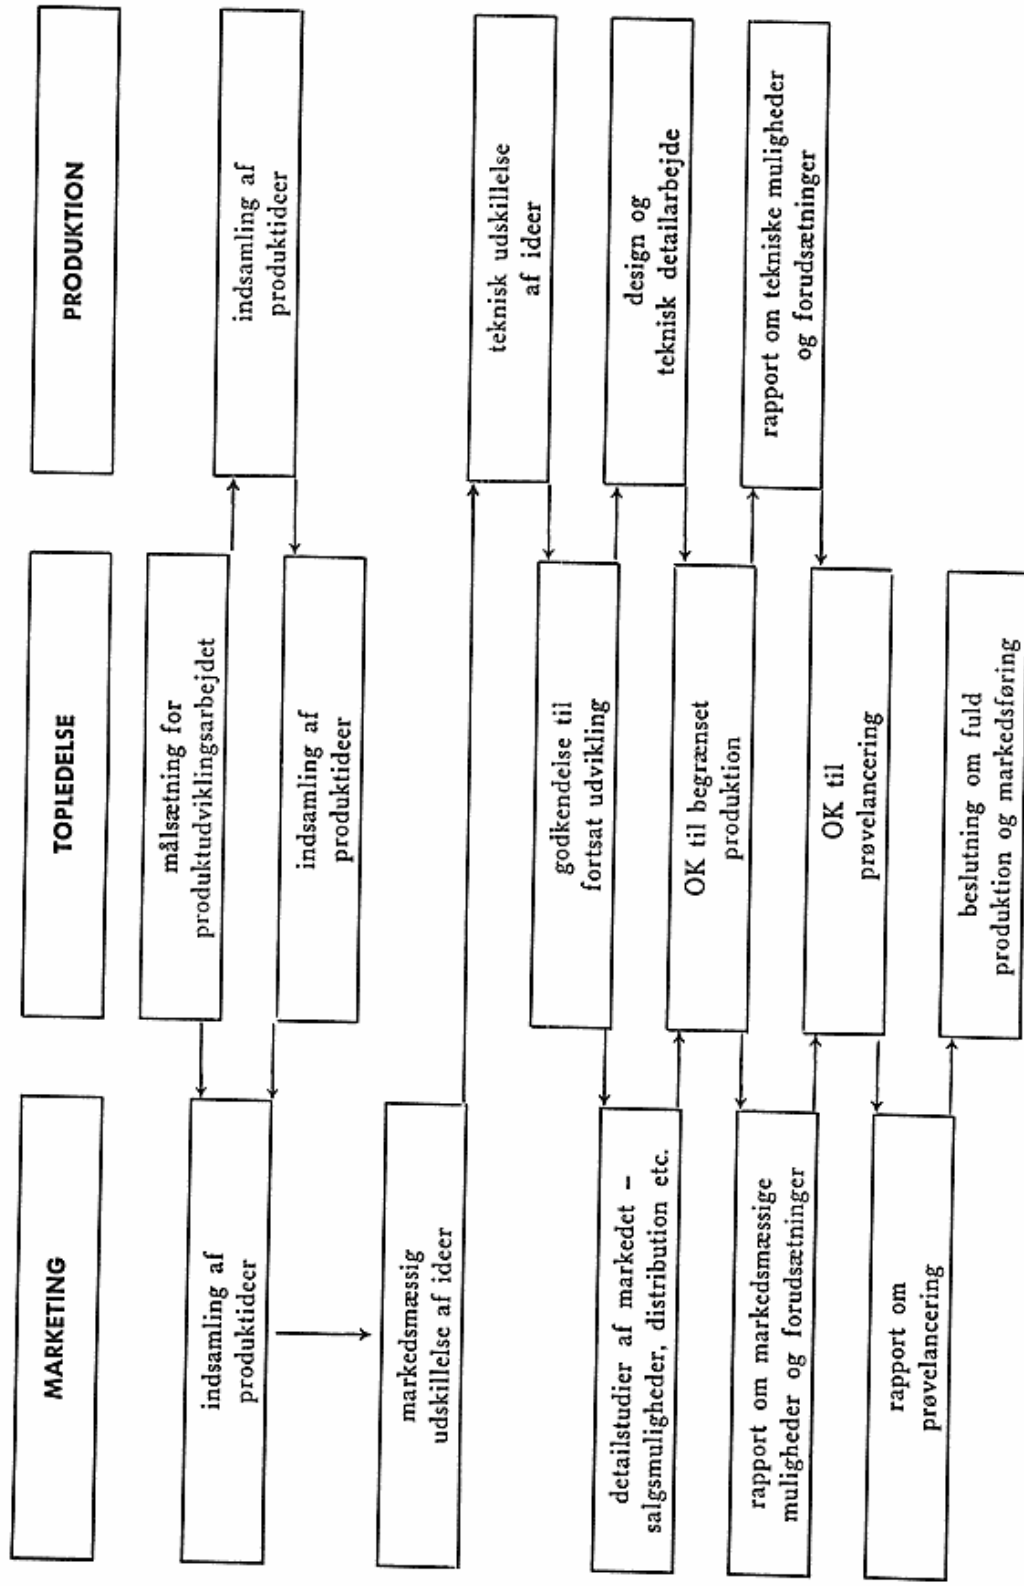 MARKETING
TOPLEDELSE
PRODUKTION
målsætning for
produktudviklingsarbejdet
indsamling af
produktideer
indsamling af
produktideer
indsamling af
produktideer
markedsmæssig
udskillelse af ideer
teknisk udskillelse
af ideer
godkendelse til
fortsat udvikling
detailstudier af markedet –
salgsmuligheder, distribution etc.
design og
teknisk detailarbejde
OK til begrænset
produktion
rapport om markedsmæssige
muligheder og forudsætninger
rapport om tekniske muligheder
og forudsætninger
OK til
prøvelancering
rapport om
prøvelancering
beslutning om fuld
produktion og markedsføring